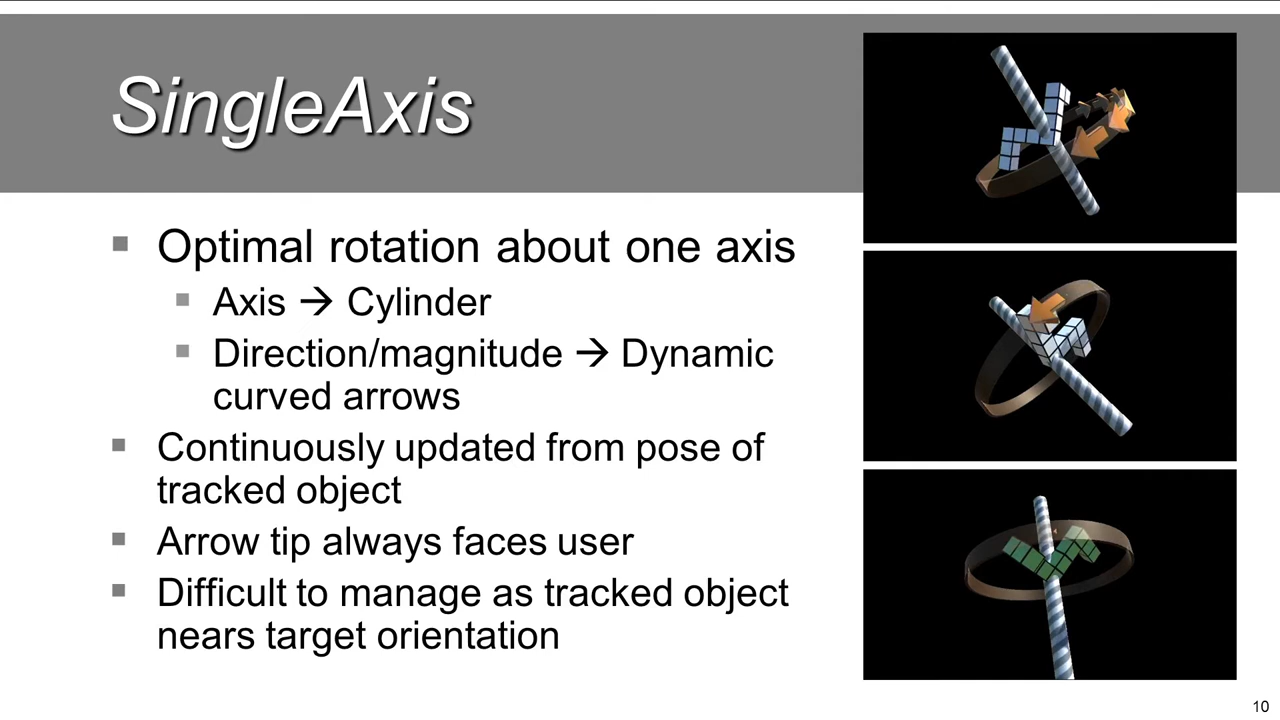 SingleAxis
▪ Optimal rotation about one axis
▪ Axis → Cylinder
▪ Direction/magnitude → Dynamic
curved arrows
▪ Continuously updated from pose of
tracked object
▪ Arrow tip always faces user
▪ Difficult to manage as tracked object
nears target orientation
10